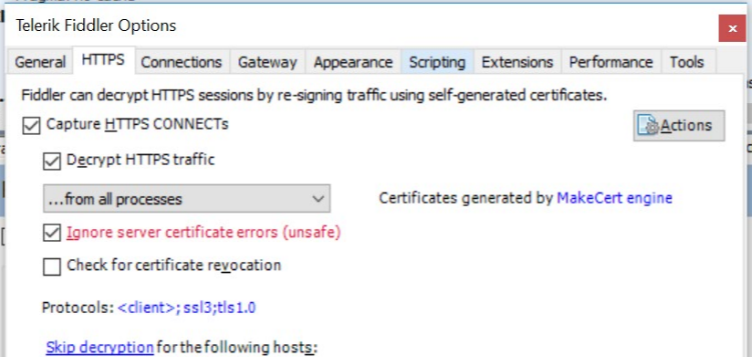 Telerik Fiddler Options
x
General HTTPS Connections Gateway Appearance Scripting Extensions Performance Tools
Fiddler can decrypt HTTPS sessions by re-signing traffic using self-generated certificates.
Capture HTTPS CONNECTs Actions
Decrypt HTTPS traffic
...from all processes Certificates generated by MakeCert engine
Ignore server certificate errors (unsafe)
Check for certificate revocation
Protocols: <client>; ssl3;tls1.0
Skip decryption for the following hosts: